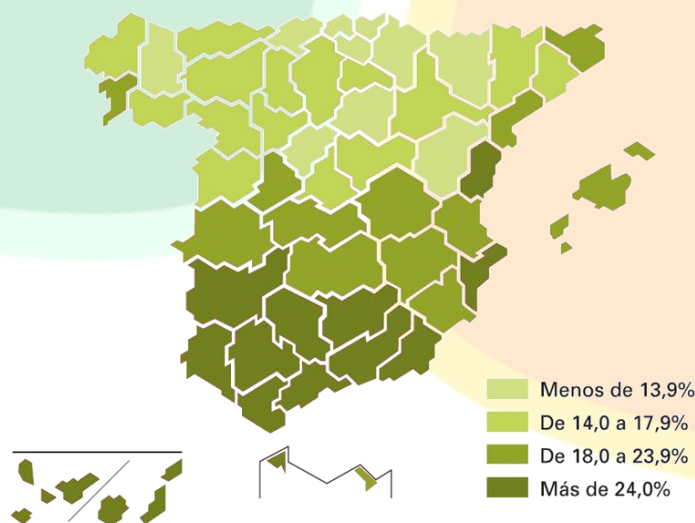 Menos de 13,9%
De 14,0 a 17,9%
De 18,0 a 23,9%
Más de 24,0%